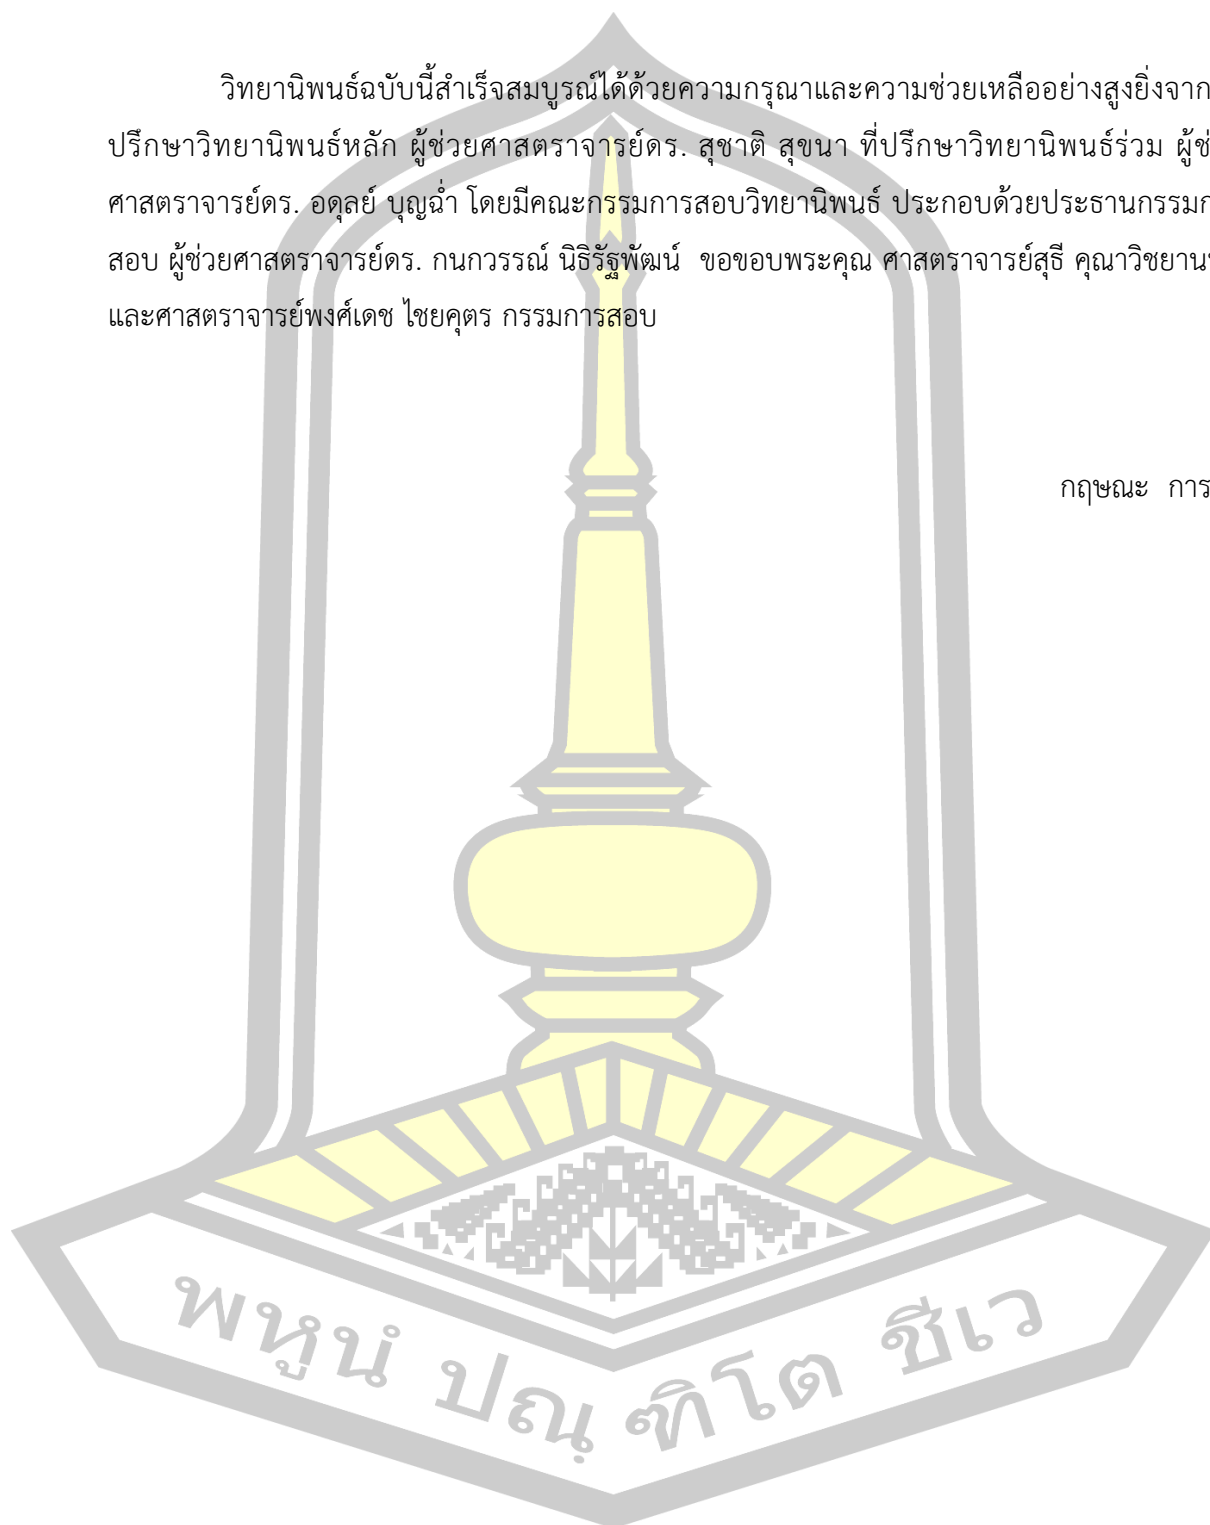 วิทยานิพนธ์ฉบับนี้สำเร็จสมบูรณ์ได้ด้วยความกรุณาและความช่วยเหลืออย่างสูงยิ่งจาก
ปรึกษาวิทยานิพนธ์หลัก ผู้ช่วยศาสตราจารย์ดร. สุชาติ สุขนา ที่ปรึกษาวิทยานิพนธ์ร่วม ผู้ช่
ศาสตราจารย์ดร. อดุลย์ บุญฉ่ำ โดยมีคณะกรรมการสอบวิทยานิพนธ์ ประกอบด้วยประธานกรรมก
สอบ ผู้ช่วยศาสตราจารย์ดร. กนกวรรณ์ นิธิรัฐพัฒน์ ขอขอบพระคุณ ศาสตราจารย์สุธี คุณาวิชยาน
และศาสตราจารย์พงศ์เดช ไชยคุตร กรรมการสอบ
กฤษณะ การ
พหูนํ ปณฺฑิโต ชีเว